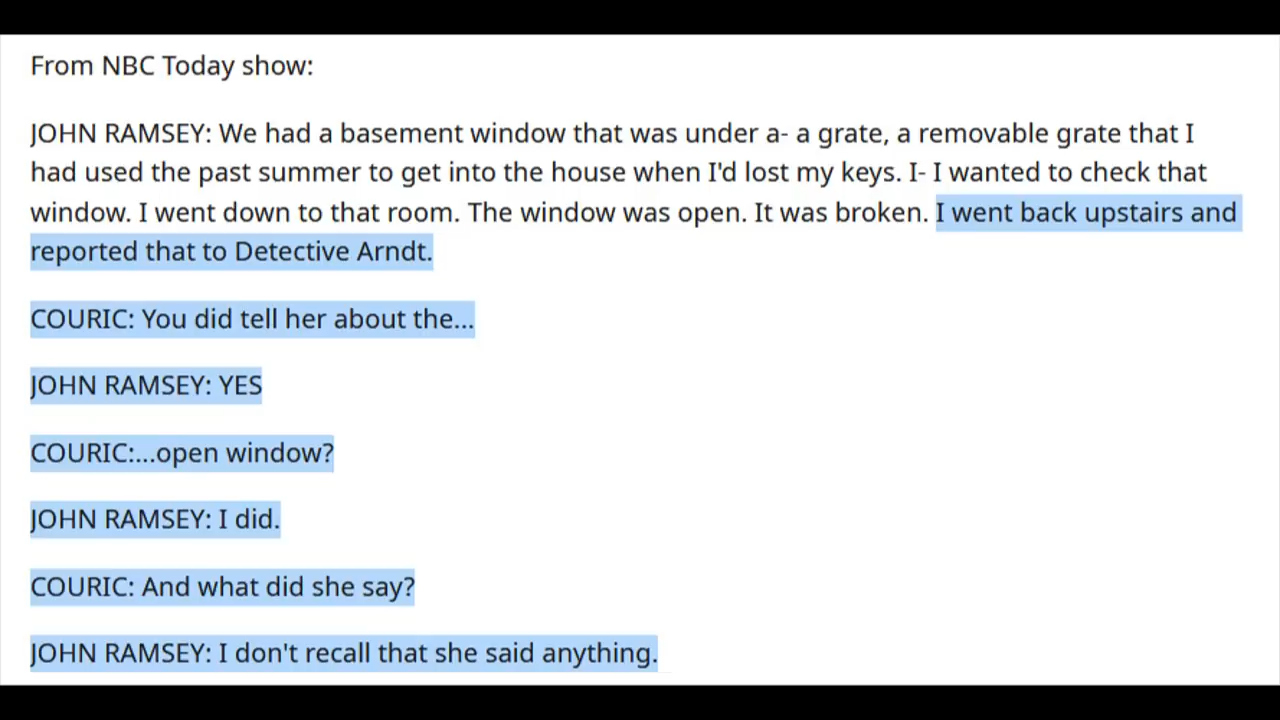 From NBC Today show:
JOHN RAMSEY: We had a basement window that was under a- a grate, a removable grate that I
had used the past summer to get into the house when I'd lost my keys. I- I wanted to check that
window. I went down to that room. The window was open. It was broken. I went back upstairs and
reported that to Detective Arndt.
COURIC: You did tell her about the...
JOHN RAMSEY: YES
COURIC:...open window?
JOHN RAMSEY: I did.
COURIC: And what did she say?
JOHN RAMSEY: I don't recall that she said anything.